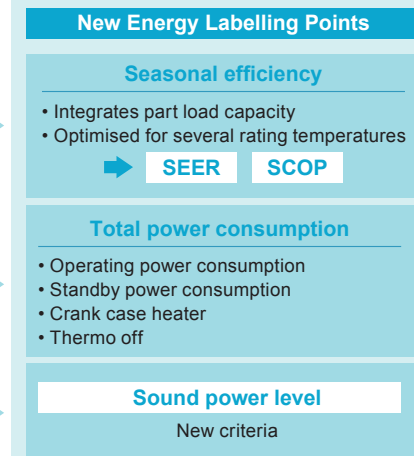 New Energy Labelling Points
Seasonal efficiency
• Integrates part load capacity
• Optimised for several rating temperatures
SEER SCOP
Total power consumption
• Operating power consumption
• Standby power consumption
• Crank case heater
• Thermo off
Sound power level
New criteria